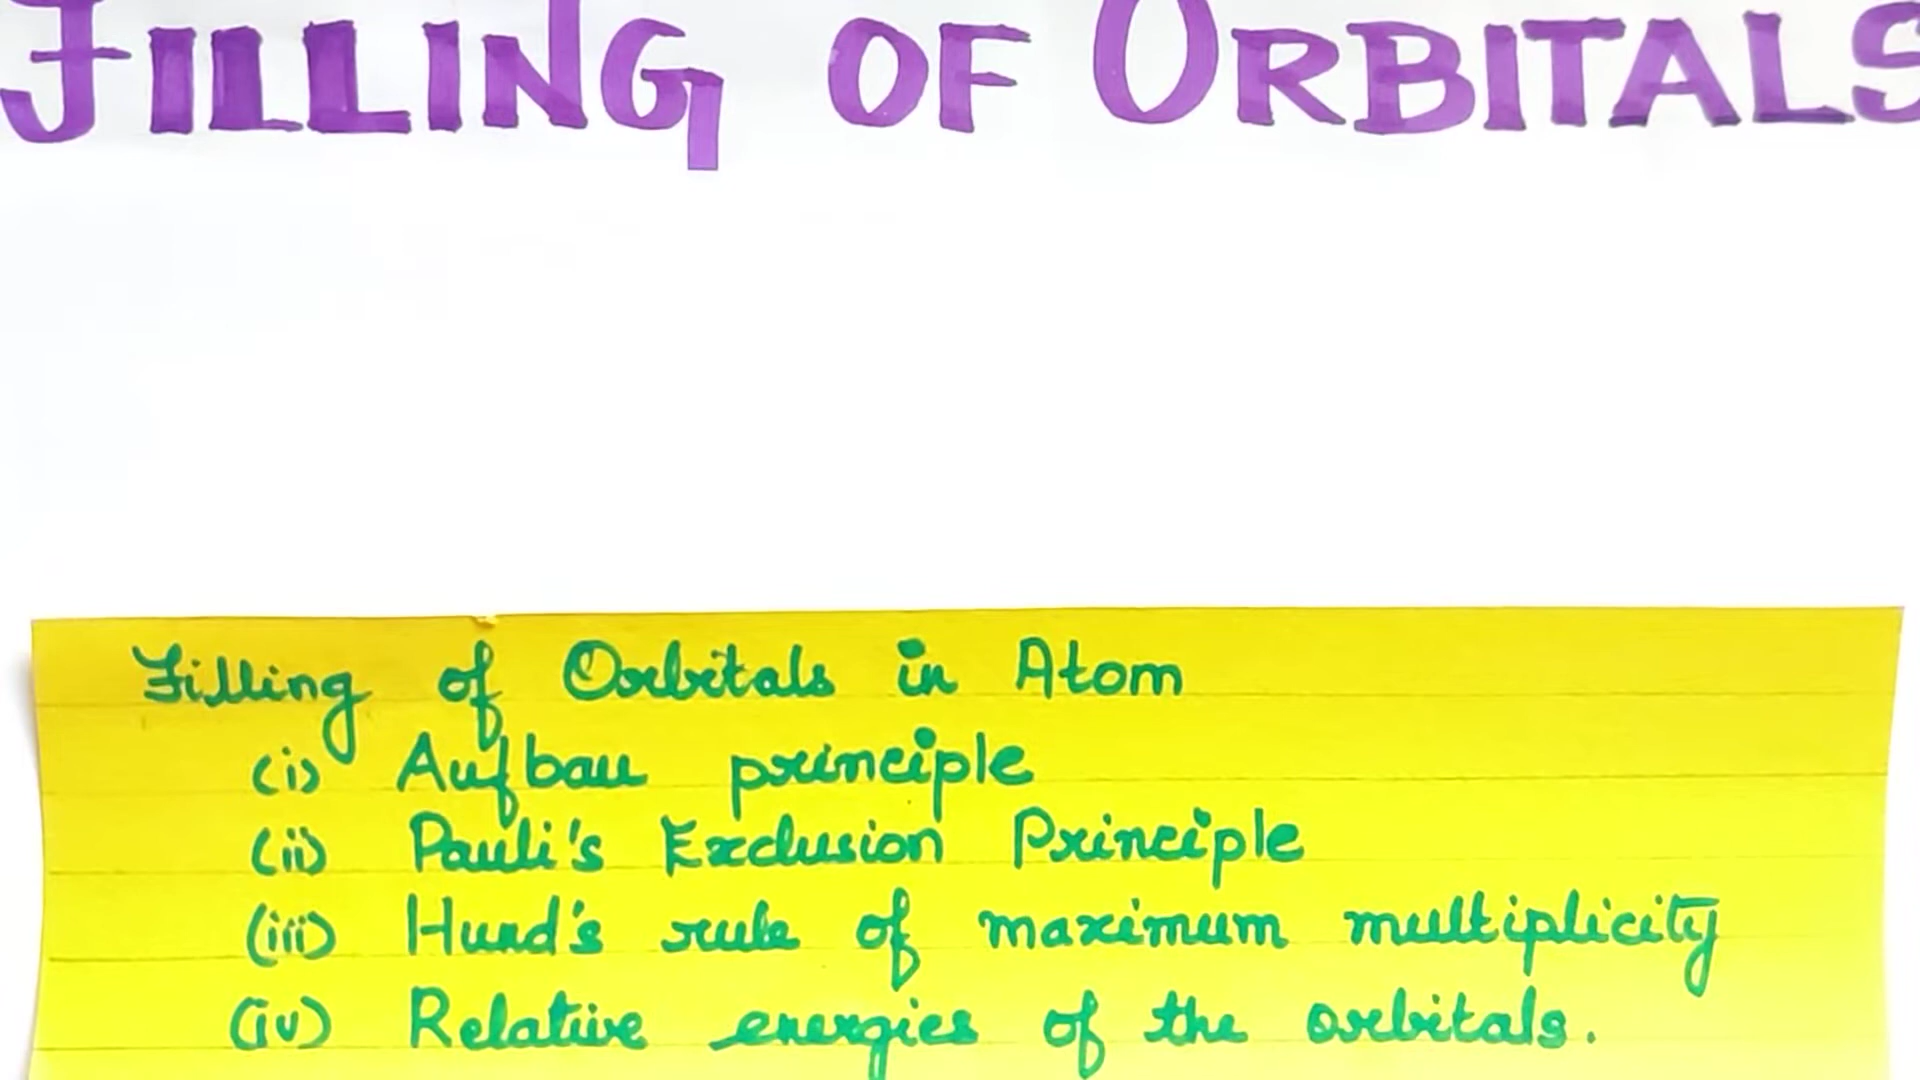 FILLING OF ORBITALS
Filling of Orbitals in Atom
(i) Aufbau principle
(ii) Pauli's Exclusion Principle
(iii) Hund's rule of maximum multiplicity
(iv) Relative energies of the orbitals.